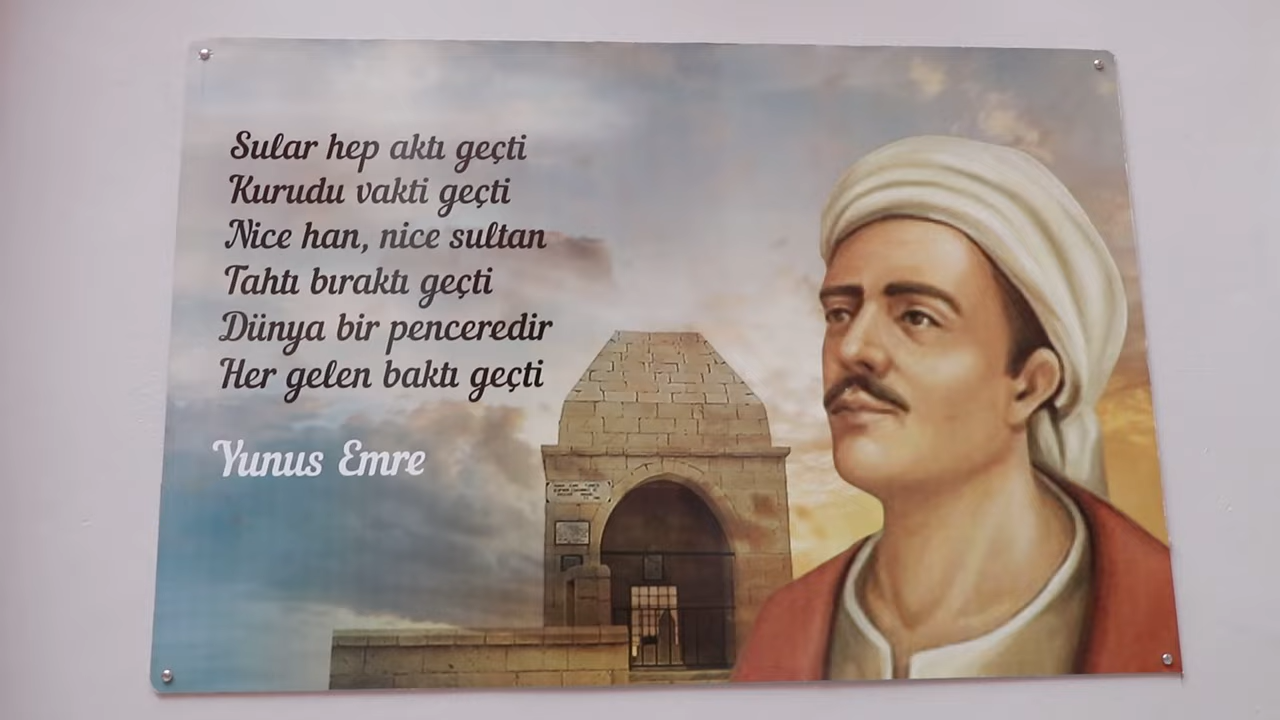 Sular hep aktı geçti
Kurudu vakti geçti
Nice han, nice sultan
Tahtı bıraktı geçti
Dünya bir penceredir
Her gelen baktı geçti
Yunus Emre